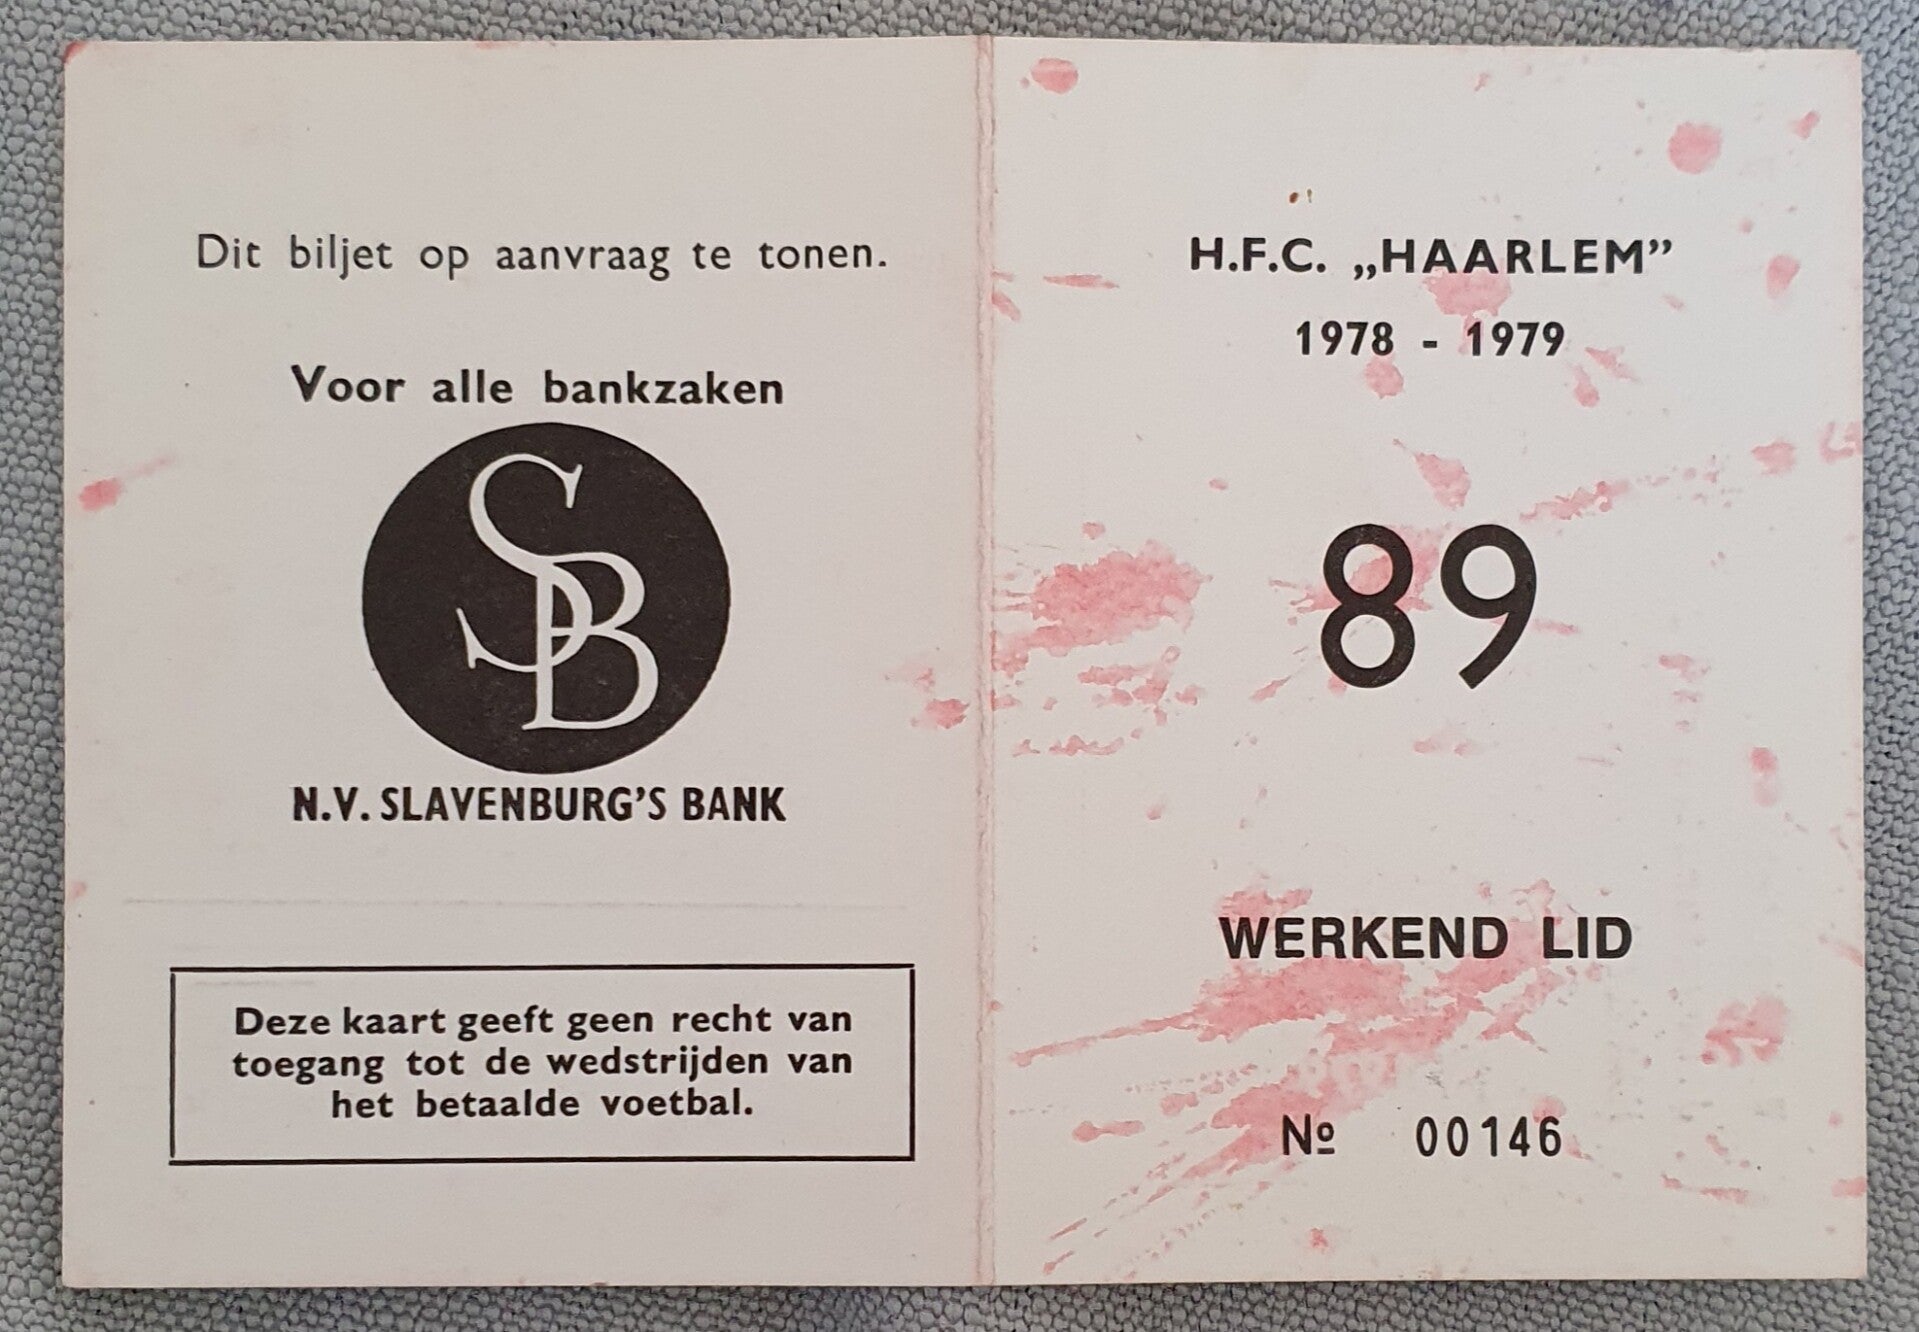 Dit biljet op aanvraag te tonen.
Voor alle bankzaken
SB
N.V. SLAVENBURG'S BANK
Deze kaart geeft geen recht van
toegang tot de wedstrijden van
het betaalde voetbal.
H.F.C. „HAARLEM”
1978 - 1979
89
WERKEND LID
Nº 00146